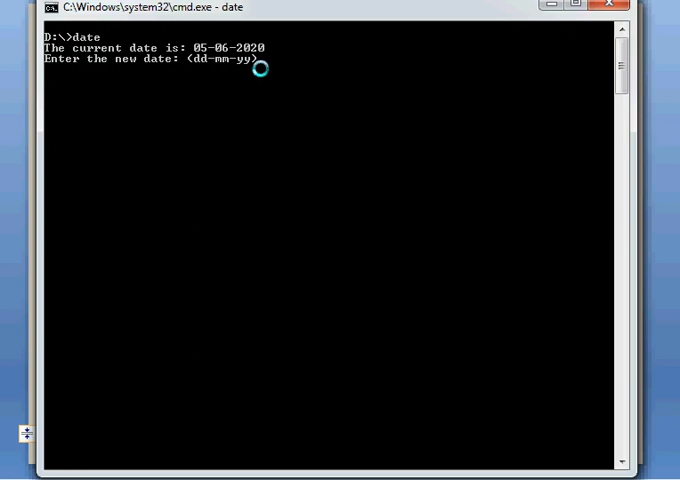 C:\Windows\system32\cmd.exe - date
D:\>date
The current date is: 05-06-2020
Enter the new date: (dd-mm-yy)